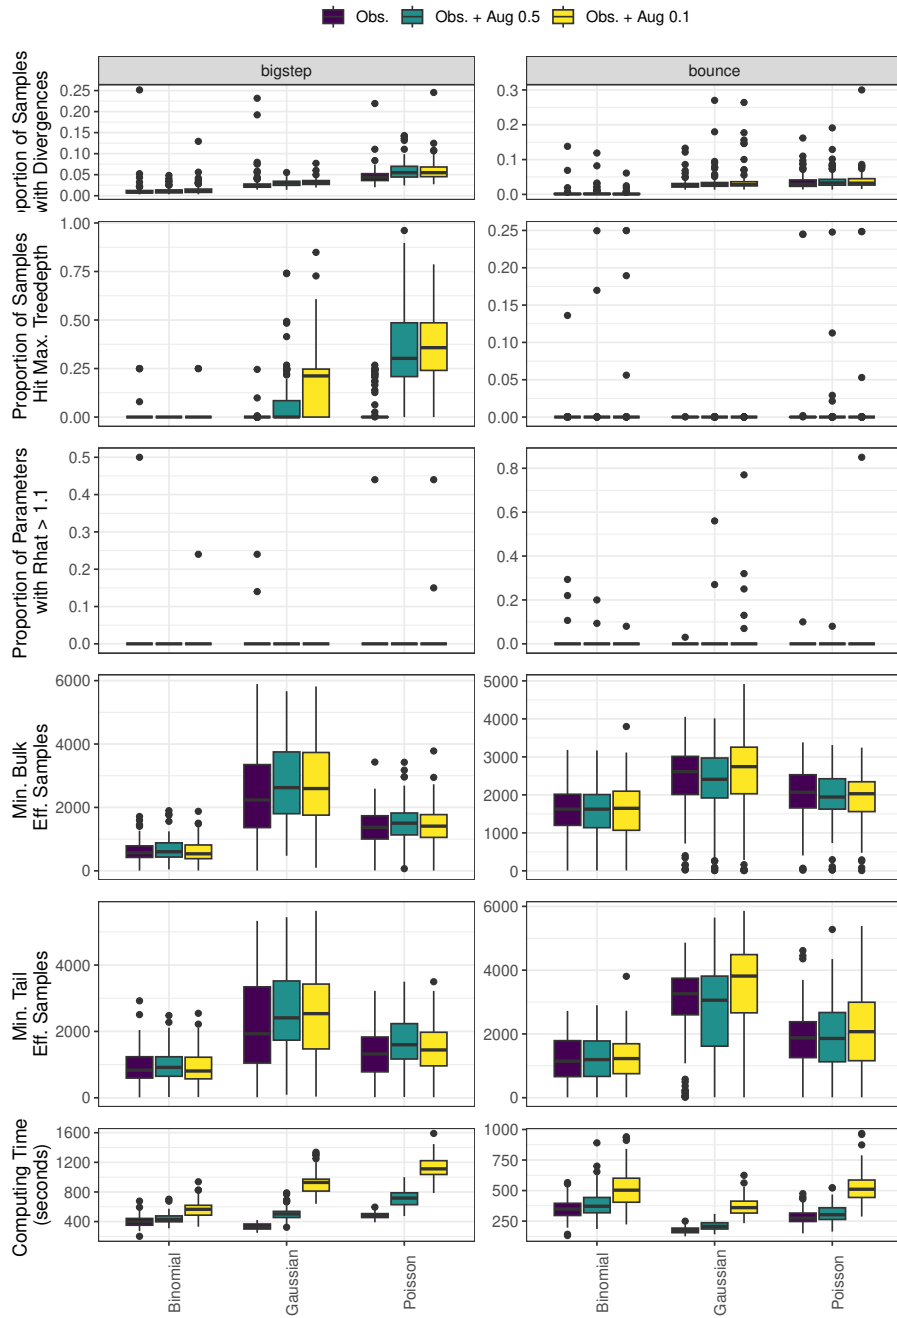 Obs. Obs. + Aug 0.5 Obs. + Aug 0.1
bigstep
bounce
oportion of Samples
with Divergences
0.25
0.20
0.15
0.10
0.05
0.00
0.3
0.2
0.1
0.0
Proportion of Samples
Hit Max. Treedepth
1.00
0.75
0.50
0.25
0.00
0.25
0.20
0.15
0.10
0.05
0.00
Proportion of Parameters
with Rhat > 1.1
0.5
0.4
0.3
0.2
0.1
0.0
0.8
0.6
0.4
0.2
0.0
Min. Bulk
Eff. Samples
6000
4000
2000
0
5000
4000
3000
2000
1000
0
Min. Tail
Eff. Samples
4000
2000
0
6000
4000
2000
0
Computing Time
(seconds)
1600
1200
800
400
1000
750
500
250
Binomial
Gaussian
Poisson
Binomial
Gaussian
Poisson